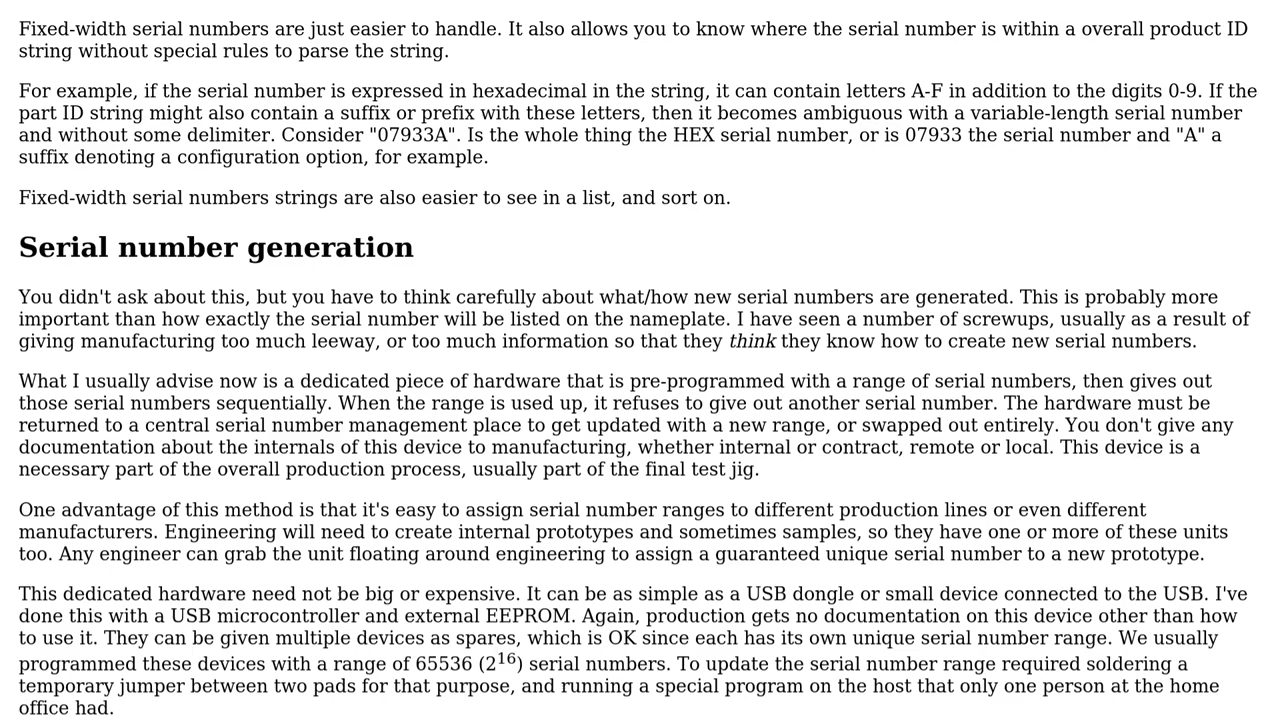 Fixed-width serial numbers are just easier to handle. It also allows you to know where the serial number is within a overall product ID
string without special rules to parse the string.
For example, if the serial number is expressed in hexadecimal in the string, it can contain letters A-F in addition to the digits 0-9. If the
part ID string might also contain a suffix or prefix with these letters, then it becomes ambiguous with a variable-length serial number
and without some delimiter. Consider "07933A". Is the whole thing the HEX serial number, or is 07933 the serial number and "A" a
suffix denoting a configuration option, for example.
Fixed-width serial numbers strings are also easier to see in a list, and sort on.
Serial number generation
You didn't ask about this, but you have to think carefully about what/how new serial numbers are generated. This is probably more
important than how exactly the serial number will be listed on the nameplate. I have seen a number of screwups, usually as a result of
giving manufacturing too much leeway, or too much information so that they think they know how to create new serial numbers.
What I usually advise now is a dedicated piece of hardware that is pre-programmed with a range of serial numbers, then gives out
those serial numbers sequentially. When the range is used up, it refuses to give out another serial number. The hardware must be
returned to a central serial number management place to get updated with a new range, or swapped out entirely. You don't give any
documentation about the internals of this device to manufacturing, whether internal or contract, remote or local. This device is a
necessary part of the overall production process, usually part of the final test jig.
One advantage of this method is that it's easy to assign serial number ranges to different production lines or even different
manufacturers. Engineering will need to create internal prototypes and sometimes samples, so they have one or more of these units
too. Any engineer can grab the unit floating around engineering to assign a guaranteed unique serial number to a new prototype.
This dedicated hardware need not be big or expensive. It can be as simple as a USB dongle or small device connected to the USB. I've
done this with a USB microcontroller and external EEPROM. Again, production gets no documentation on this device other than how
to use it. They can be given multiple devices as spares, which is OK since each has its own unique serial number range. We usually
programmed these devices with a range of 65536 (2^16) serial numbers. To update the serial number range required soldering a
temporary jumper between two pads for that purpose, and running a special program on the host that only one person at the home
office had.